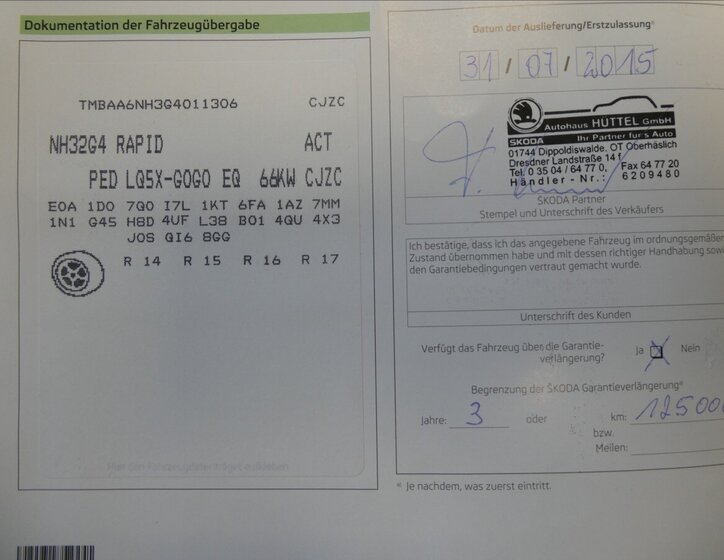 Dokumentation der Fahrzeugübergabe
TMBAA6NH3G4011306 CJZC
NH32G4 RAPID ACT
PED LQ5X-GOGO EQ 66KW CJZC
E0A 1D0 7Q0 I7L 1KT 6FA 1AZ 7MM
1N1 G45 H8D 4UF L38 B01 4QU 4X3
J0S QI6 8GG
R 14 R 15 R 16 R 17
Hier den Fahrzeugdatenträger einkleben
Datum der Auslieferung/Erstzulassung*
31/07/2015
Autohaus HÜTTEL GmbH
SKODA Ihr Partner fur's Auto
01744 Dippoldiswalde, OT Oberhäslich
Dresdner Landstraße 14 f
Tel. 0 35 04 / 64 77 0, Fax 64 77 20
Händler - Nr.: 6209480
ŠKODA Partner
Stempel und Unterschrift des Verkäufers
Ich bestätige, dass ich das angegebene Fahrzeug im ordnungsgemäßen
Zustand übernommen habe und mit dessen richtiger Handhabung sowie
den Garantiebedingungen vertraut gemacht wurde.
Unterschrift des Kunden
Verfügt das Fahrzeug über die Garantie-
verlängerung?
Ja Nein
Begrenzung der ŠKODA Garantieverlängerung*
Jahre: 3 oder km: 125000
bzw.
Meilen:
*⁾ Je nachdem, was zuerst eintritt.